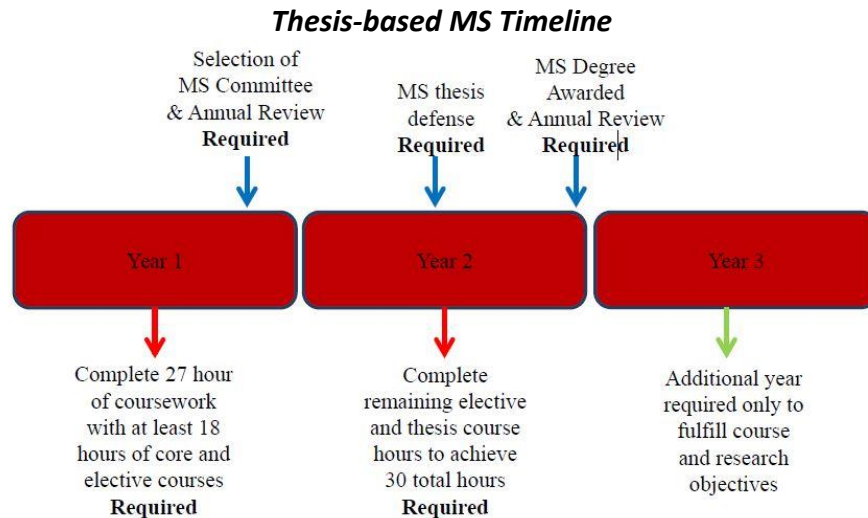 Thesis-based MS Timeline
Selection of
MS Committee
& Annual Review
Required
MS thesis
defense
Required
MS Degree
Awarded
& Annual Review
Required
Year 1
Year 2
Year 3
Complete 27 hour
of coursework
with at least 18
hours of core and
elective courses
Required
Complete
remaining elective
and thesis course
hours to achieve
30 total hours
Required
Additional year
required only to
fulfill course
and research
objectives